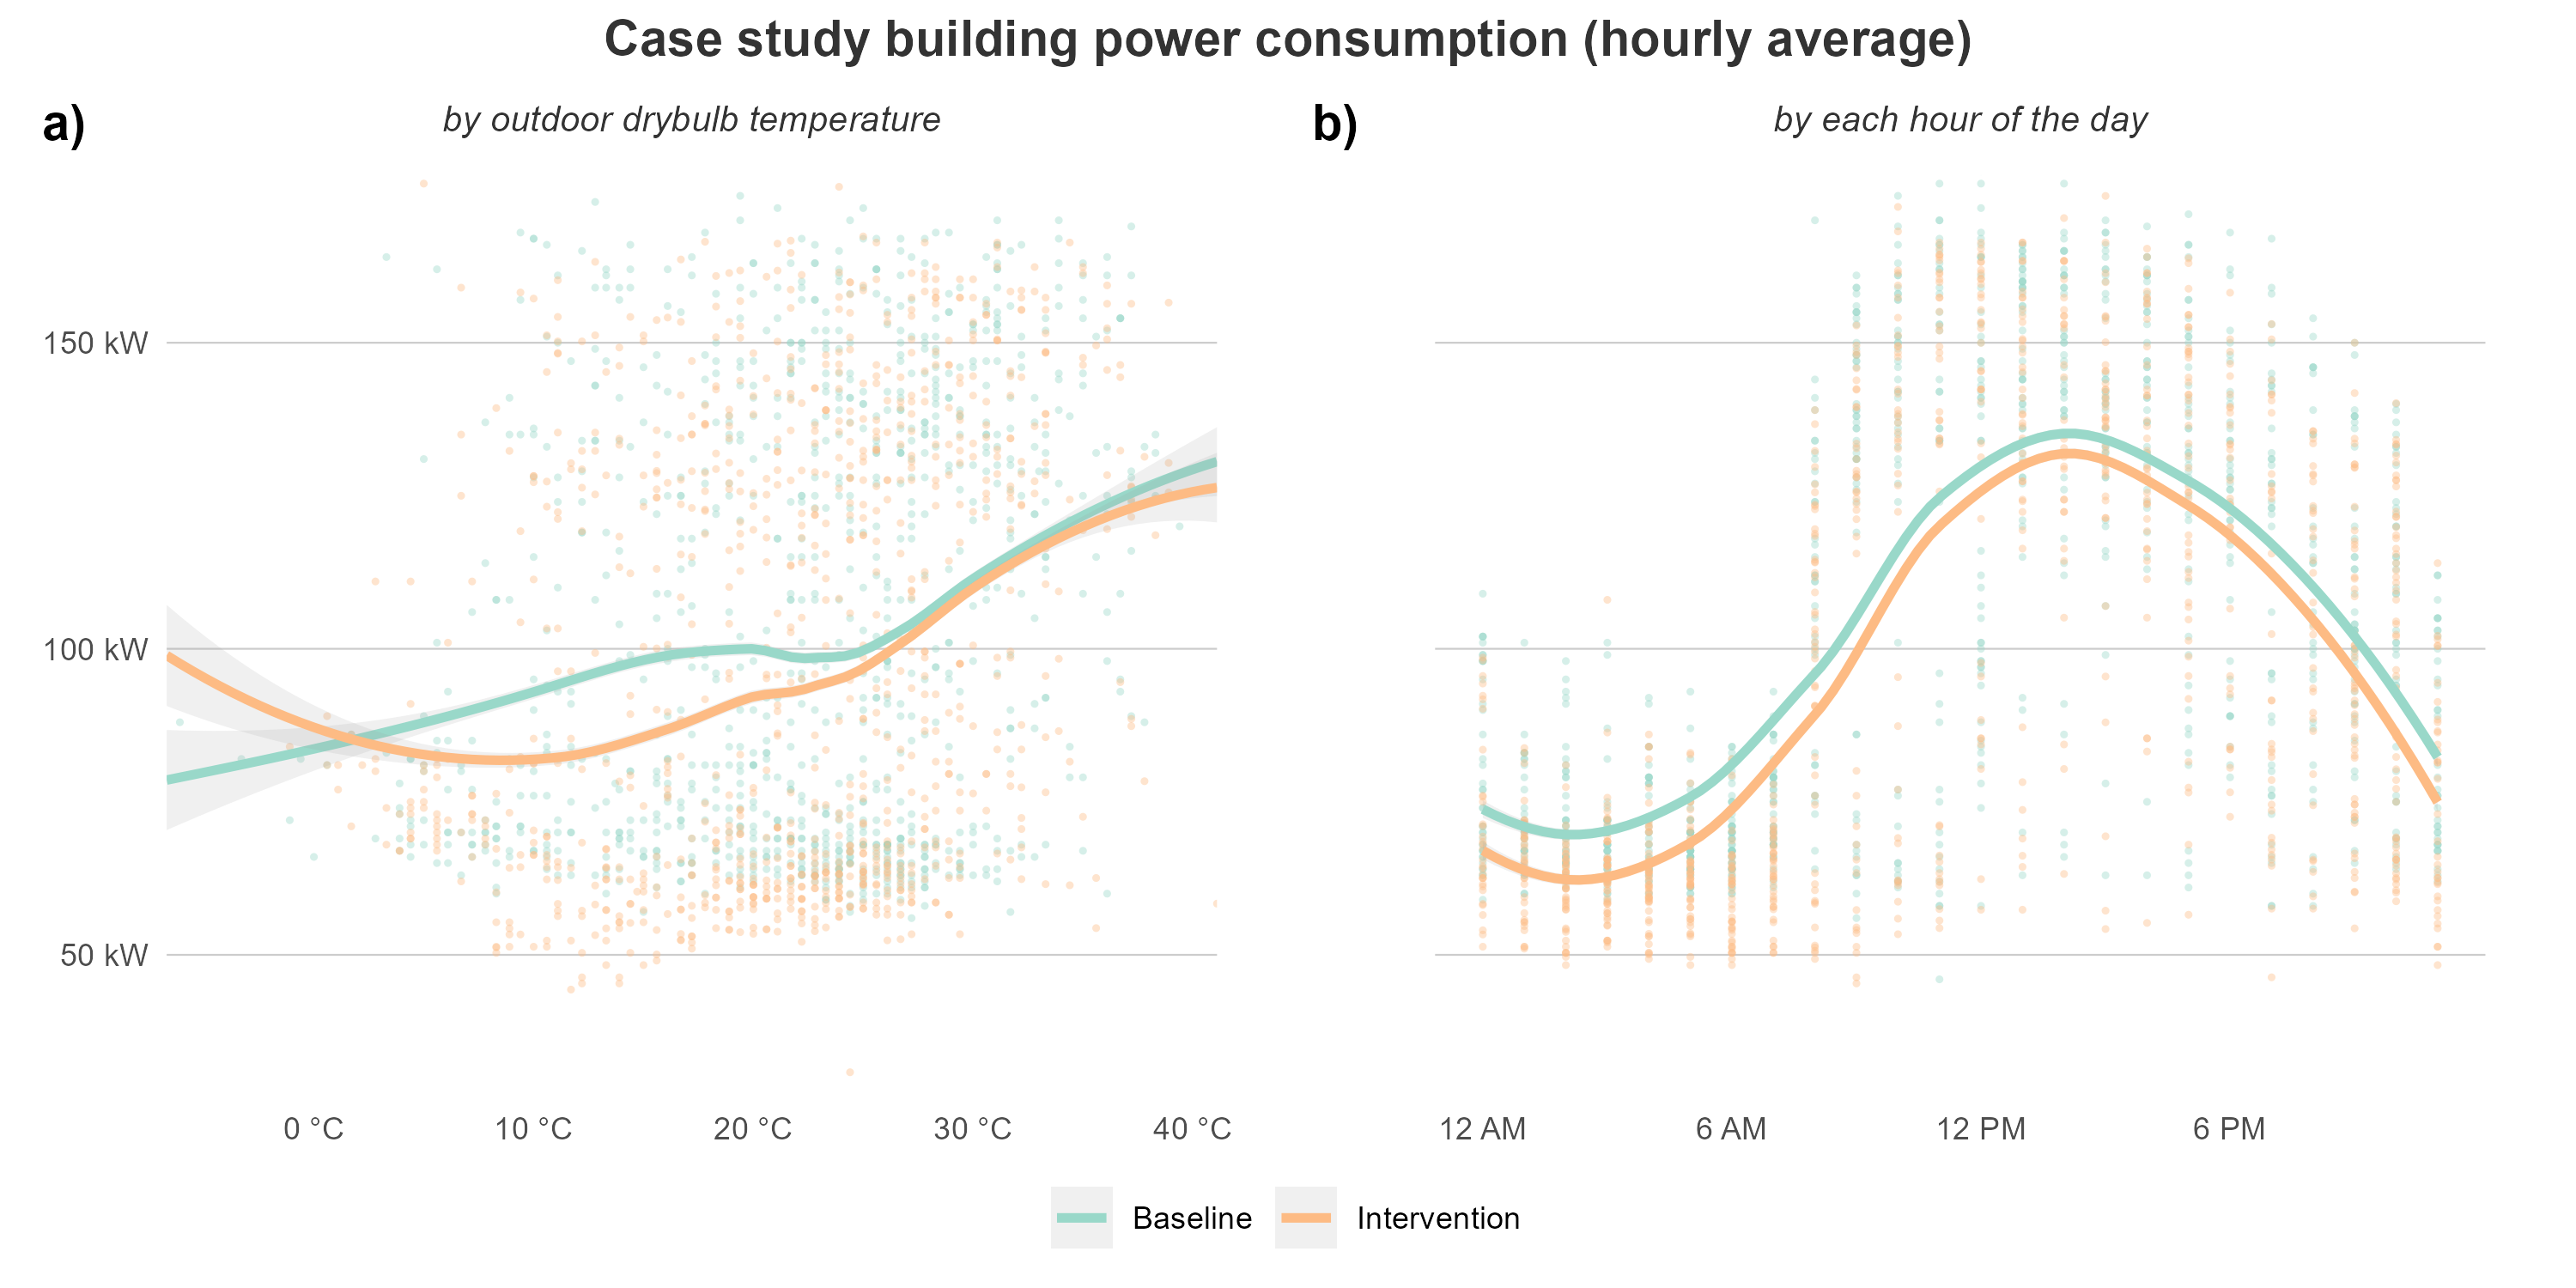 Case study building power consumption (hourly average)
a)
by outdoor drybulb temperature
b)
by each hour of the day
150 kW
100 kW
50 kW
0 °C 10 °C 20 °C 30 °C 40 °C
12 AM 6 AM 12 PM 6 PM
Baseline Intervention